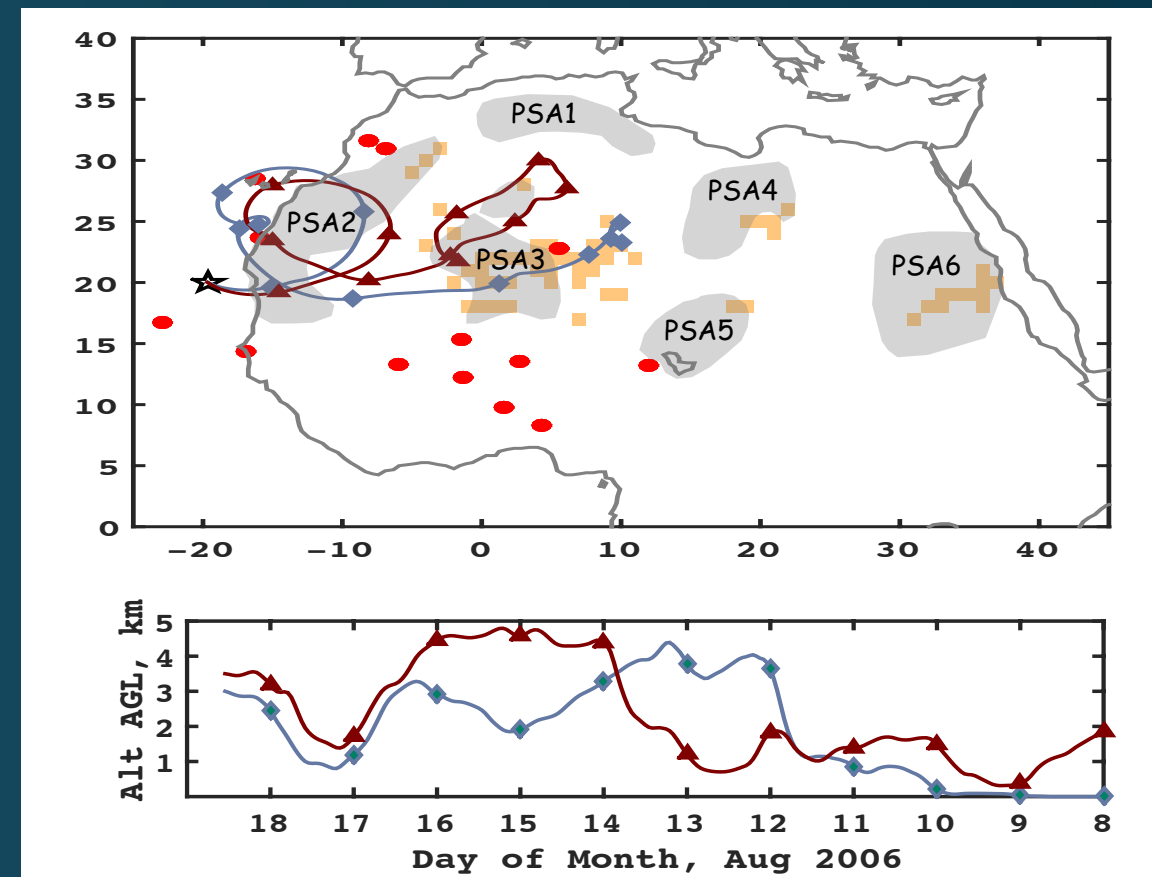 40
35
PSA1
30
PSA4
25
PSA2
PSA3
PSA6
20
PSA5
15
10
5
0
−20 −10 0 10 20 30 40
Alt AGL, km
5
4
3
2
1
18 17 16 15 14 13 12 11 10 9 8
Day of Month, Aug 2006